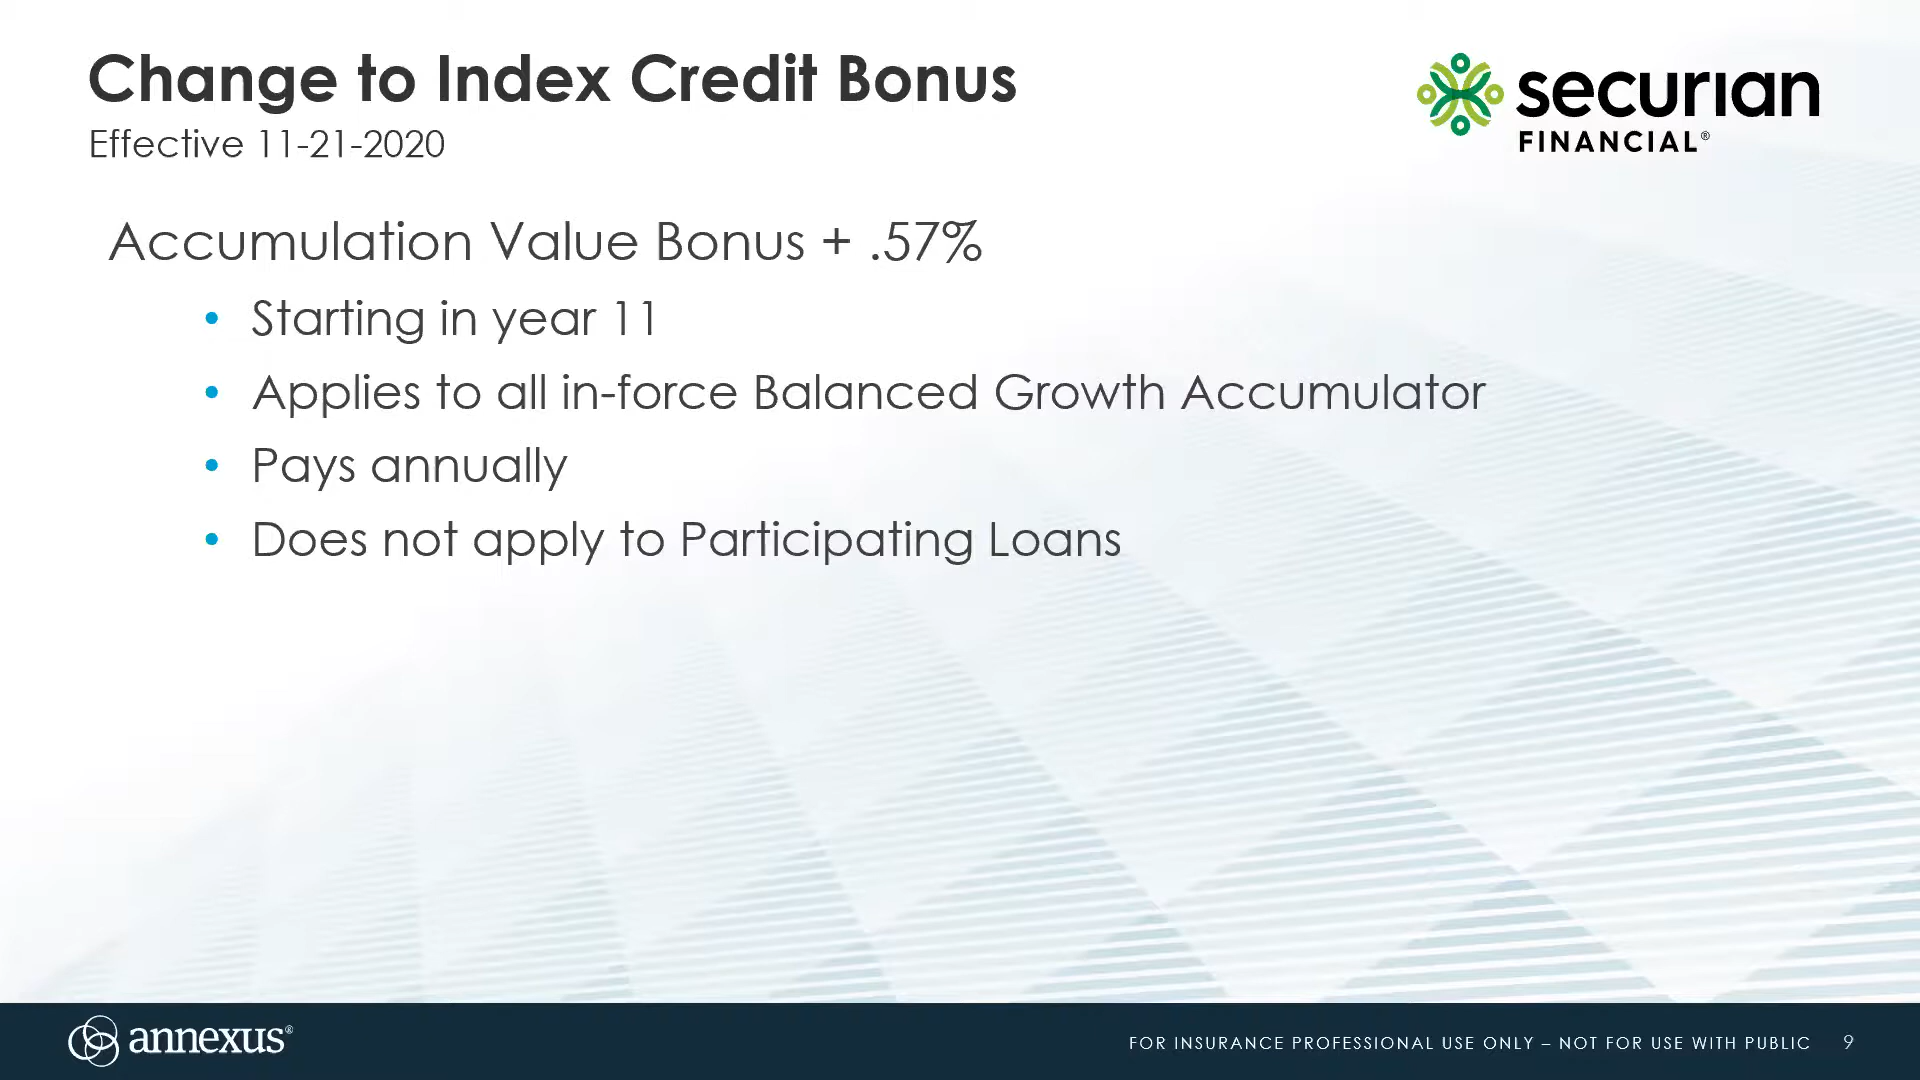 Change to Index Credit Bonus
Effective 11-21-2020
securian
FINANCIAL®
Accumulation Value Bonus + .57%
• Starting in year 11
• Applies to all in-force Balanced Growth Accumulator
• Pays annually
• Does not apply to Participating Loans
annexus®
FOR INSURANCE PROFESSIONAL USE ONLY – NOT FOR USE WITH PUBLIC 9